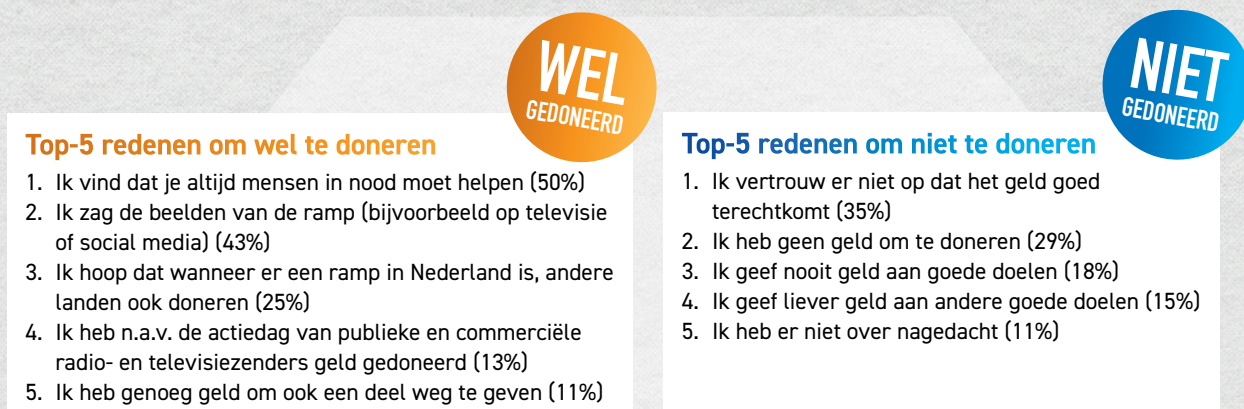 WEL
GEDONEERD
Top-5 redenen om wel te doneren
1. Ik vind dat je altijd mensen in nood moet helpen (50%)
2. Ik zag de beelden van de ramp (bijvoorbeeld op televisie
of social media) (43%)
3. Ik hoop dat wanneer er een ramp in Nederland is, andere
landen ook doneren (25%)
4. Ik heb n.a.v. de actiedag van publieke en commerciële
radio- en televisiezenders geld gedoneerd (13%)
5. Ik heb genoeg geld om ook een deel weg te geven (11%)
NIET
GEDONEERD
Top-5 redenen om niet te doneren
1. Ik vertrouw er niet op dat het geld goed
terechtkomt (35%)
2. Ik heb geen geld om te doneren (29%)
3. Ik geef nooit geld aan goede doelen (18%)
4. Ik geef liever geld aan andere goede doelen (15%)
5. Ik heb er niet over nagedacht (11%)